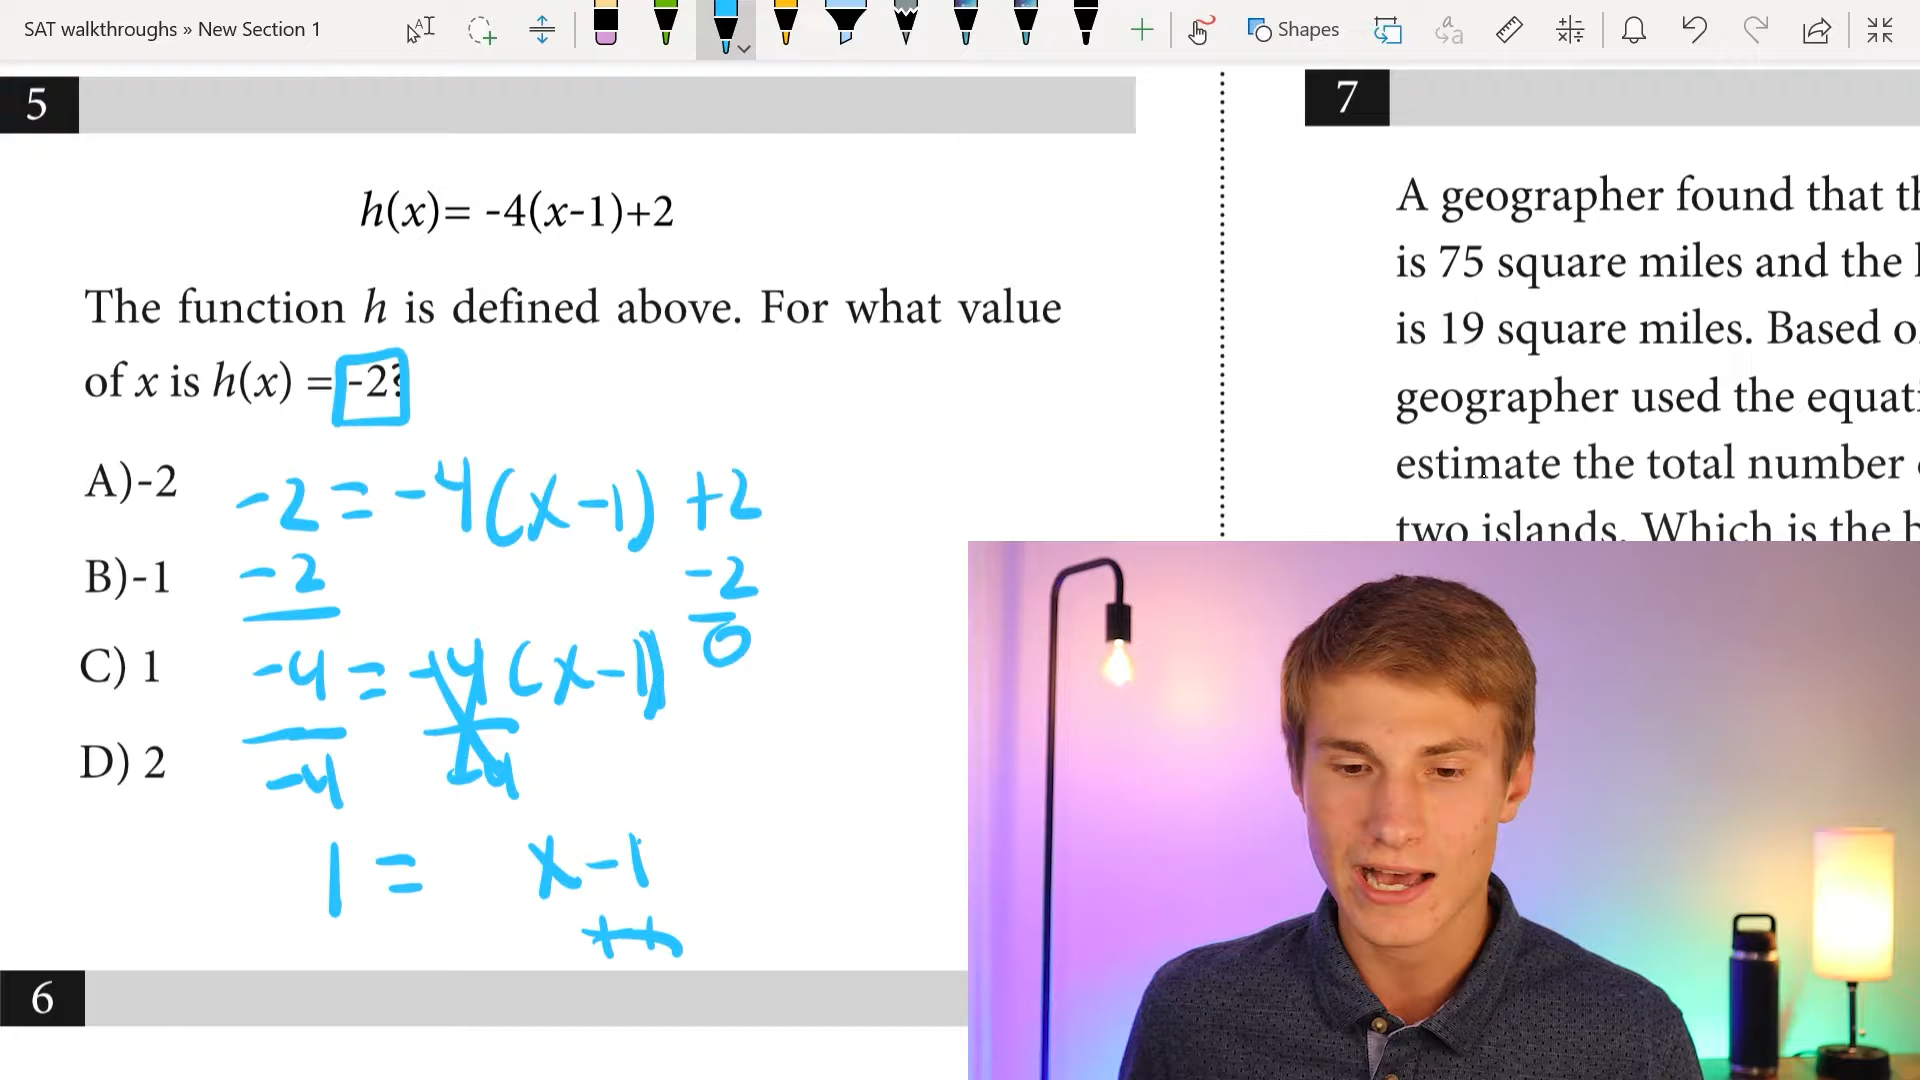 SAT walkthroughs » New Section 1
Shapes
5
h(x)= -4(x-1)+2
The function h is defined above. For what value
of x is h(x) = -2?
A)-2
B)-1
C) 1
D) 2
-2 = -4(x-1) +2
-2 -2
0
-4 = -4(x-1)
-4 -4
1 = x-1
6
7
A geographer found that
is 75 square miles and the
is 19 square miles. Based
geographer used the
estimate the total number
two islands. Which is the